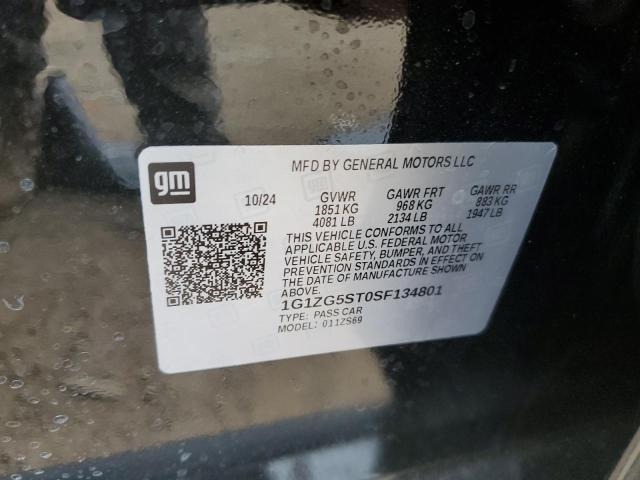 gm
MFD BY GENERAL MOTORS LLC
10/24 GVWR GAWR FRT GAWR RR
1851 KG 968 KG 883 KG
4081 LB 2134 LB 1947 LB
THIS VEHICLE CONFORMS TO ALL
APPLICABLE U.S. FEDERAL MOTOR
VEHICLE SAFETY, BUMPER, AND THEFT
PREVENTION STANDARDS IN EFFECT ON
THE DATE OF MANUFACTURE SHOWN
ABOVE.
1G1ZG5ST0SF134801
TYPE: PASS CAR
MODEL: 011ZS69